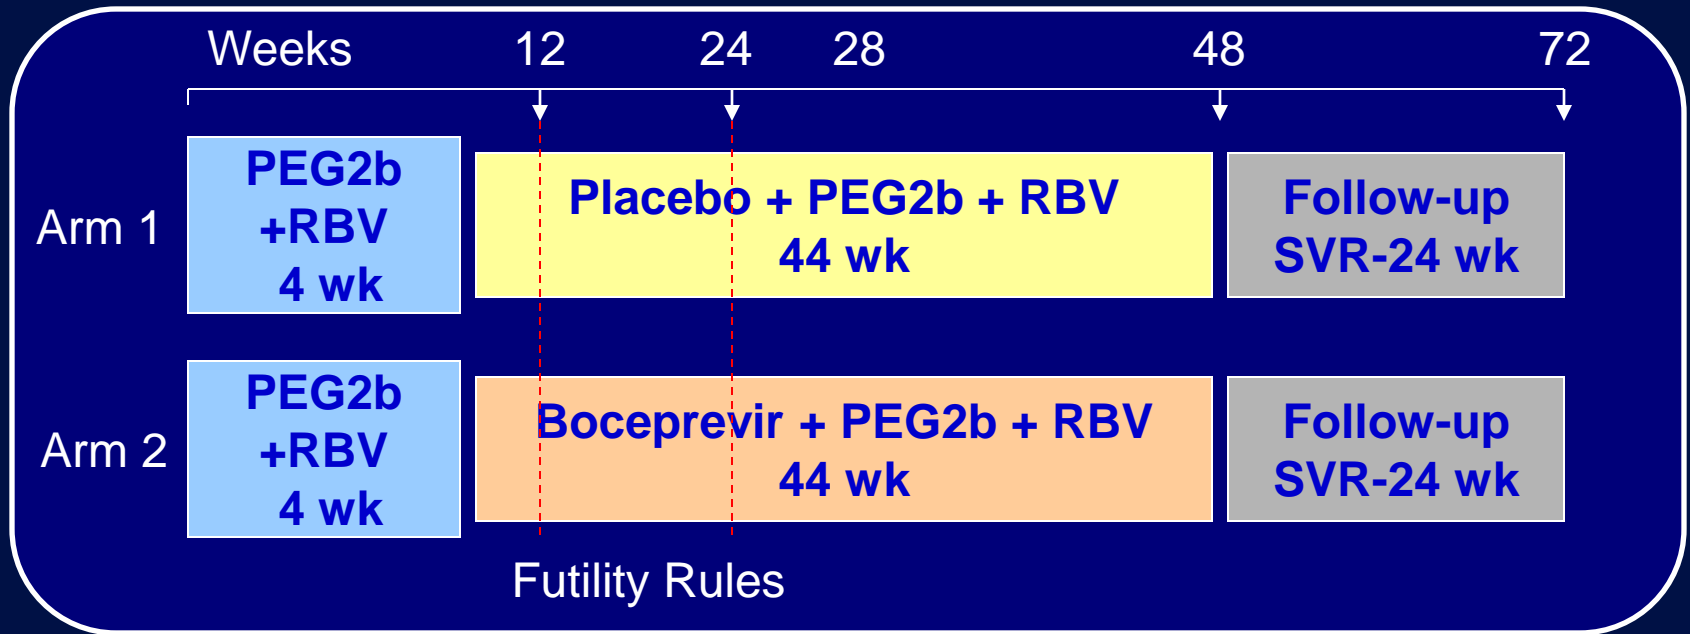 Weeks 12 24 28 48 72
Arm 1
PEG2b
+RBV
4 wk
Placebo + PEG2b + RBV
44 wk
Follow-up
SVR-24 wk
Arm 2
PEG2b
+RBV
4 wk
Boceprevir + PEG2b + RBV
44 wk
Follow-up
SVR-24 wk
Futility Rules